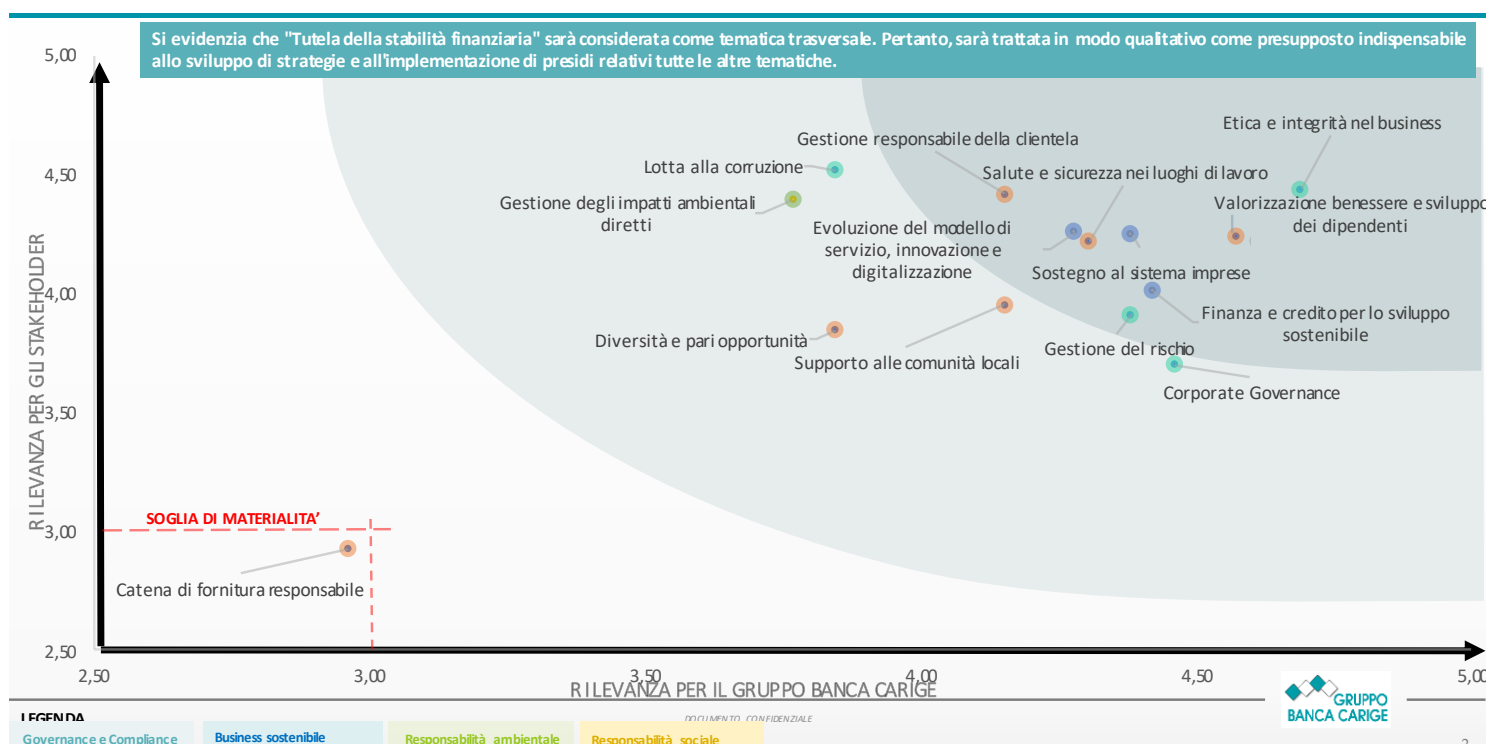 Si evidenzia che "Tutela della stabilità finanziaria" sarà considerata come tematica trasversale. Pertanto, sarà trattata in modo qualitativo come presupposto indispensabile
allo sviluppo di strategie e all'implementazione di presidi relativi tutte le altre tematiche.
5,00
4,50
4,00
3,50
3,00
2,50
RILEVANZA PER GLI STAKEHOLDER
Etica e integrità nel business
Gestione responsabile della clientela
Lotta alla corruzione
Salute e sicurezza nei luoghi di lavoro
Gestione degli impatti ambientali
diretti
Valorizzazione benessere e sviluppo
dei dipendenti
Evoluzione del modello di
servizio, innovazione e
digitalizzazione
Sostegno al sistema imprese
Finanza e credito per lo sviluppo
sostenibile
Diversità e pari opportunità
Supporto alle comunità locali
Gestione del rischio
Corporate Governance
SOGLIA DI MATERIALITA’
Catena di fornitura responsabile
2,50
3,00
3,50
4,00
4,50
5,00
RILEVANZA PER IL GRUPPO BANCA CARIGE
GRUPPO
BANCA CARIGE
LEGENDA
DOCUMENTO CONFIDENZIALE
Governance e Compliance
Business sostenibile
Responsabilità ambientale
Responsabilità sociale